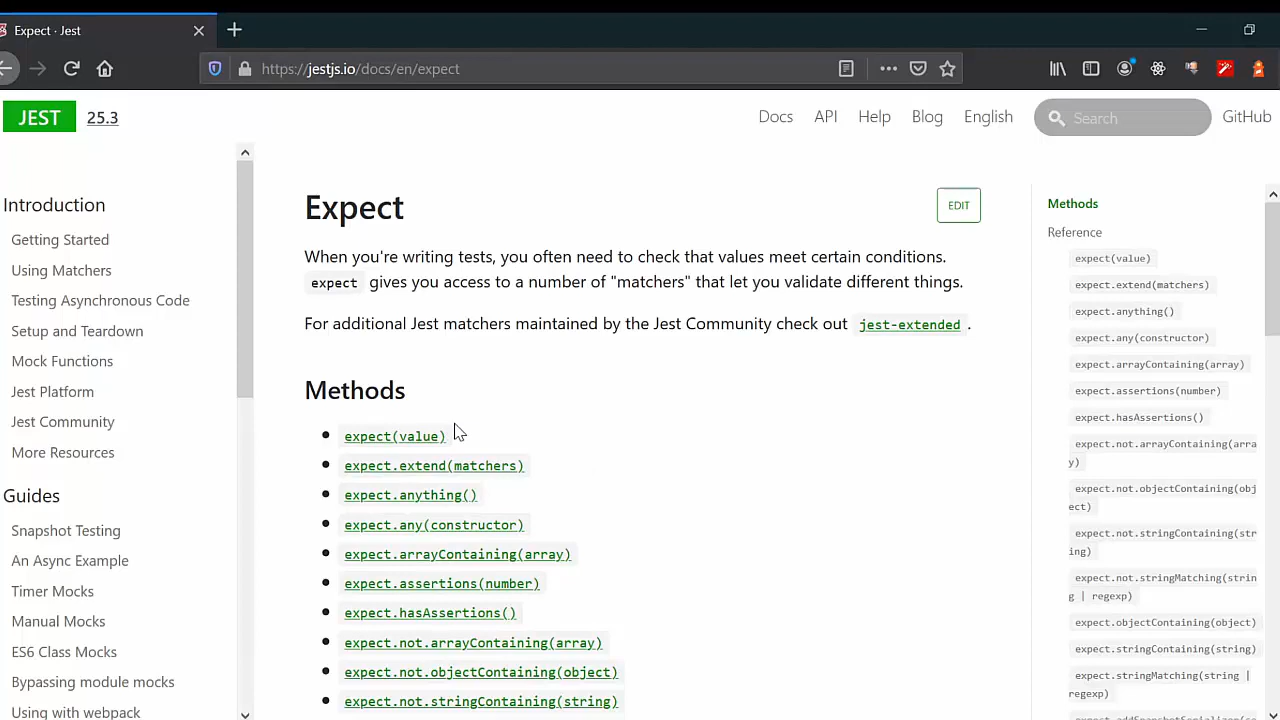 Expect · Jest
https://jestjs.io/docs/en/expect
JEST 25.3
Docs API Help Blog English Search GitHub
Introduction
Getting Started
Using Matchers
Testing Asynchronous Code
Setup and Teardown
Mock Functions
Jest Platform
Jest Community
More Resources
Guides
Snapshot Testing
An Async Example
Timer Mocks
Manual Mocks
ES6 Class Mocks
Bypassing module mocks
Using with webpack
Expect
EDIT
When you're writing tests, you often need to check that values meet certain conditions.
expect gives you access to a number of "matchers" that let you validate different things.
For additional Jest matchers maintained by the Jest Community check out jest-extended .
Methods
expect(value)
expect.extend(matchers)
expect.anything()
expect.any(constructor)
expect.arrayContaining(array)
expect.assertions(number)
expect.hasAssertions()
expect.not.arrayContaining(array)
expect.not.objectContaining(object)
expect.not.stringContaining(string)
Methods
Reference
expect(value)
expect.extend(matchers)
expect.anything()
expect.any(constructor)
expect.arrayContaining(array)
expect.assertions(number)
expect.hasAssertions()
expect.not.arrayContaining(arra
y)
expect.not.objectContaining(obj
ect)
expect.not.stringContaining(str
ing)
expect.not.stringMatching(strin
g | regexp)
expect.objectContaining(object)
expect.stringContaining(string)
expect.stringMatching(string |
regexp)